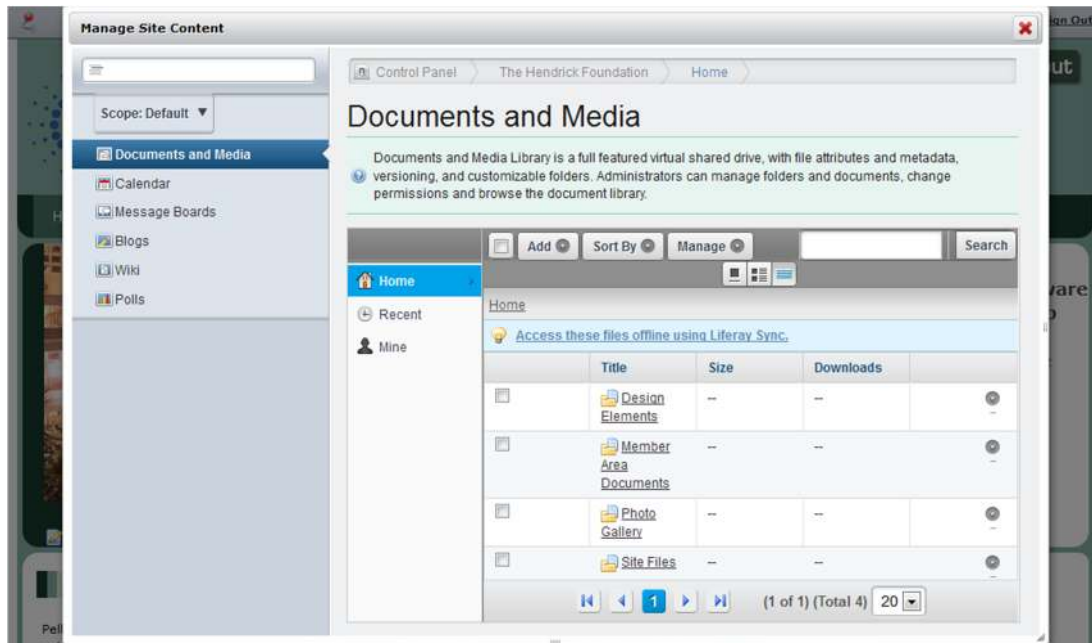 Manage Site Content
Sign Out
Scope: Default
Documents and Media
Calendar
Message Boards
Blogs
Wiki
Polls
Control Panel The Hendrick Foundation Home
Documents and Media
Documents and Media Library is a full featured virtual shared drive, with file attributes and metadata,
versioning, and customizable folders. Administrators can manage folders and documents, change
permissions and browse the document library.
Add Sort By Manage Search
Home
Recent
Mine
Home
Access these files offline using Liferay Sync.
Title Size Downloads
Design -- --
Elements
Member -- --
Area
Documents
Photo -- --
Gallery
Site Files -- --
1 (1 of 1) (Total 4) 20